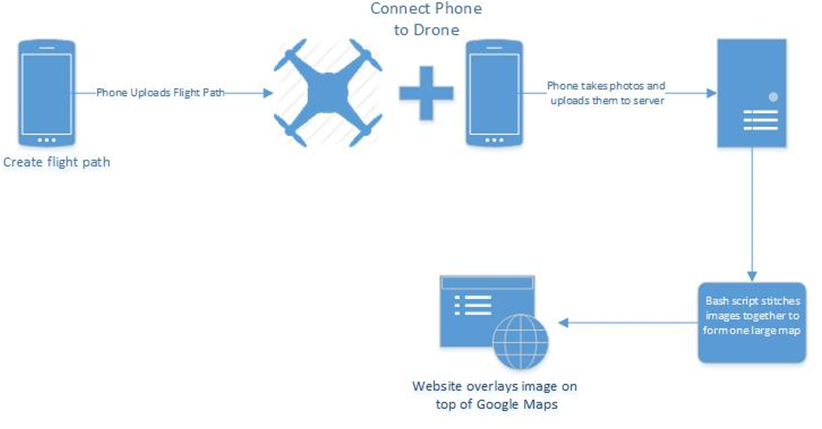 Connect Phone
to Drone
Phone Uploads Flight Path
Phone takes photos and
uploads them to server
Create flight path
Bash script stitches
images together to
form one large map
Website overlays image on
top of Google Maps